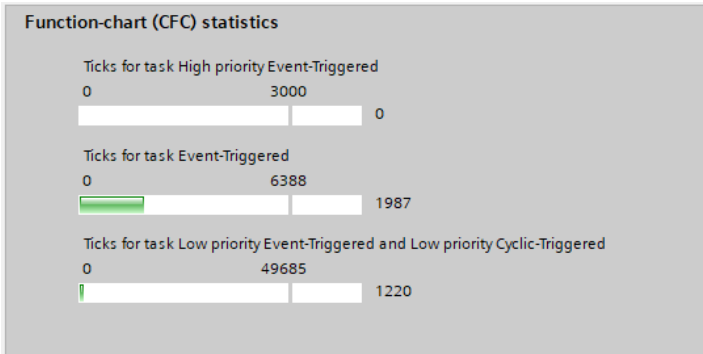 Function-chart (CFC) statistics
Ticks for task High priority Event-Triggered
0 3000
0
Ticks for task Event-Triggered
0 6388
1987
Ticks for task Low priority Event-Triggered and Low priority Cyclic-Triggered
0 49685
1220